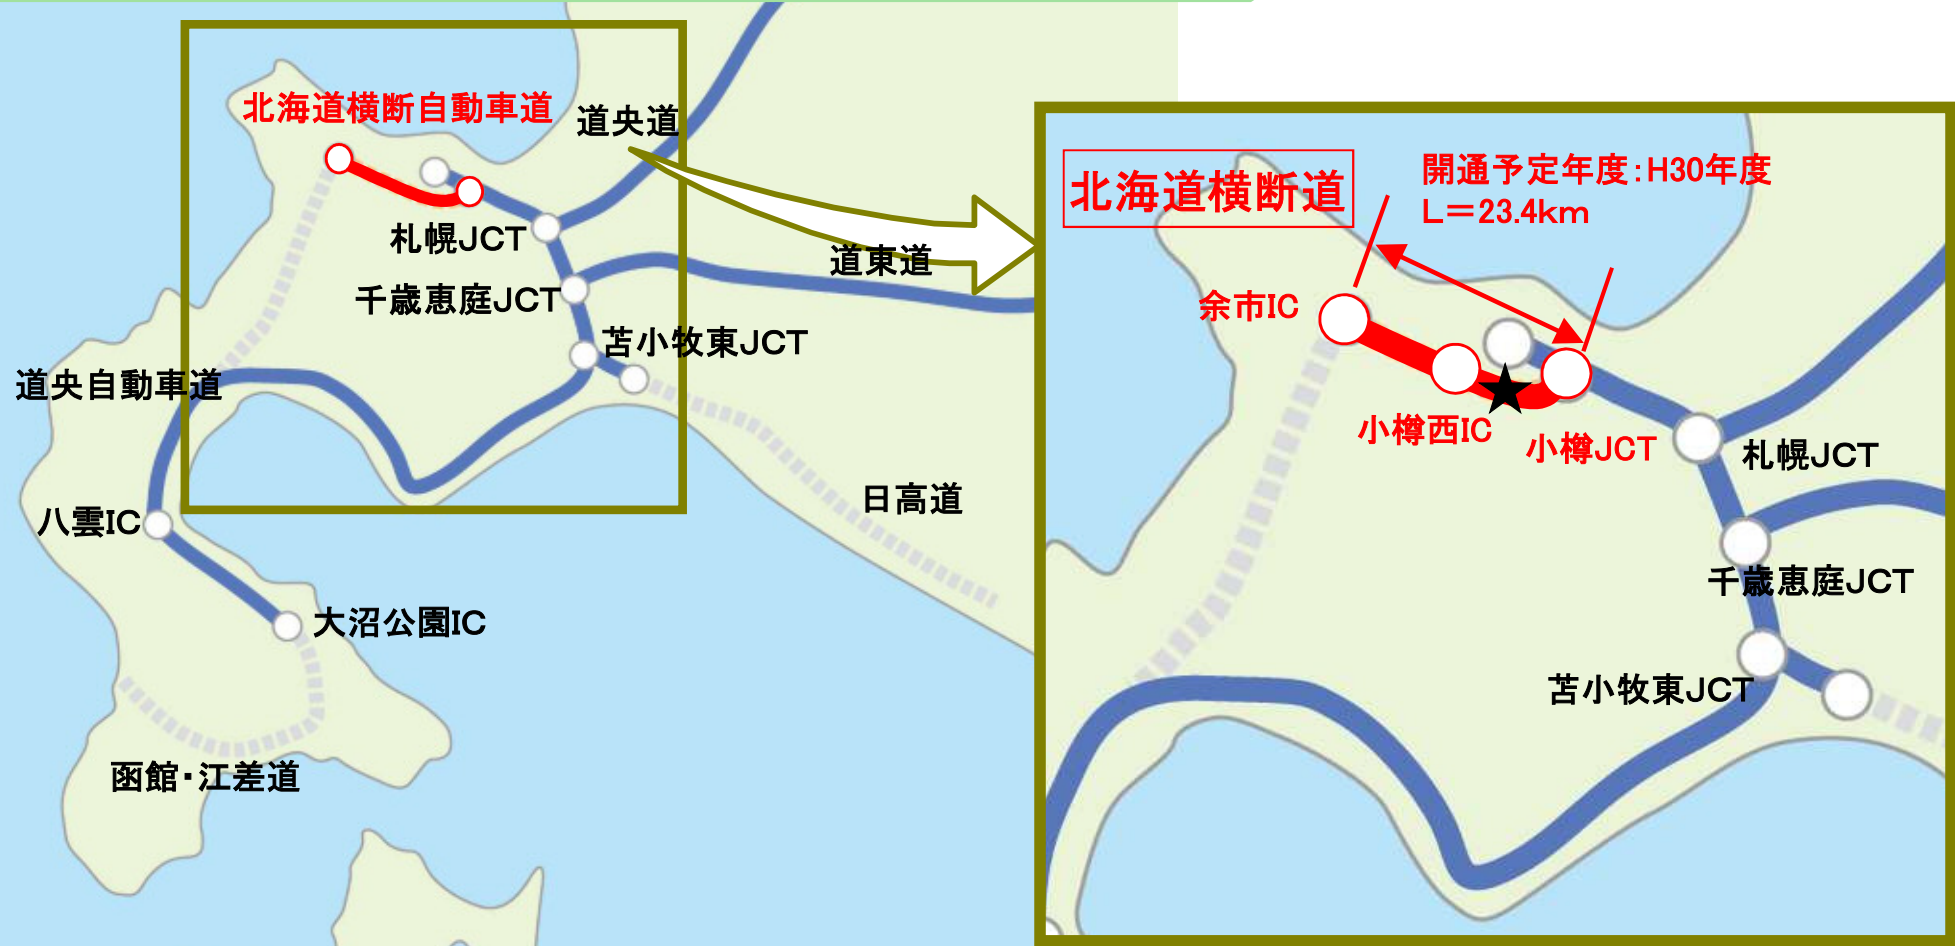 北海道横断自動車道
道央道
札幌JCT
道東道
千歳恵庭JCT
苫小牧東JCT
道央自動車道
日高道
八雲IC
大沼公園IC
函館・江差道
北海道横断道
開通予定年度：H30年度
L＝23.4km
余市IC
小樽西IC
小樽JCT
札幌JCT
千歳恵庭JCT
苫小牧東JCT